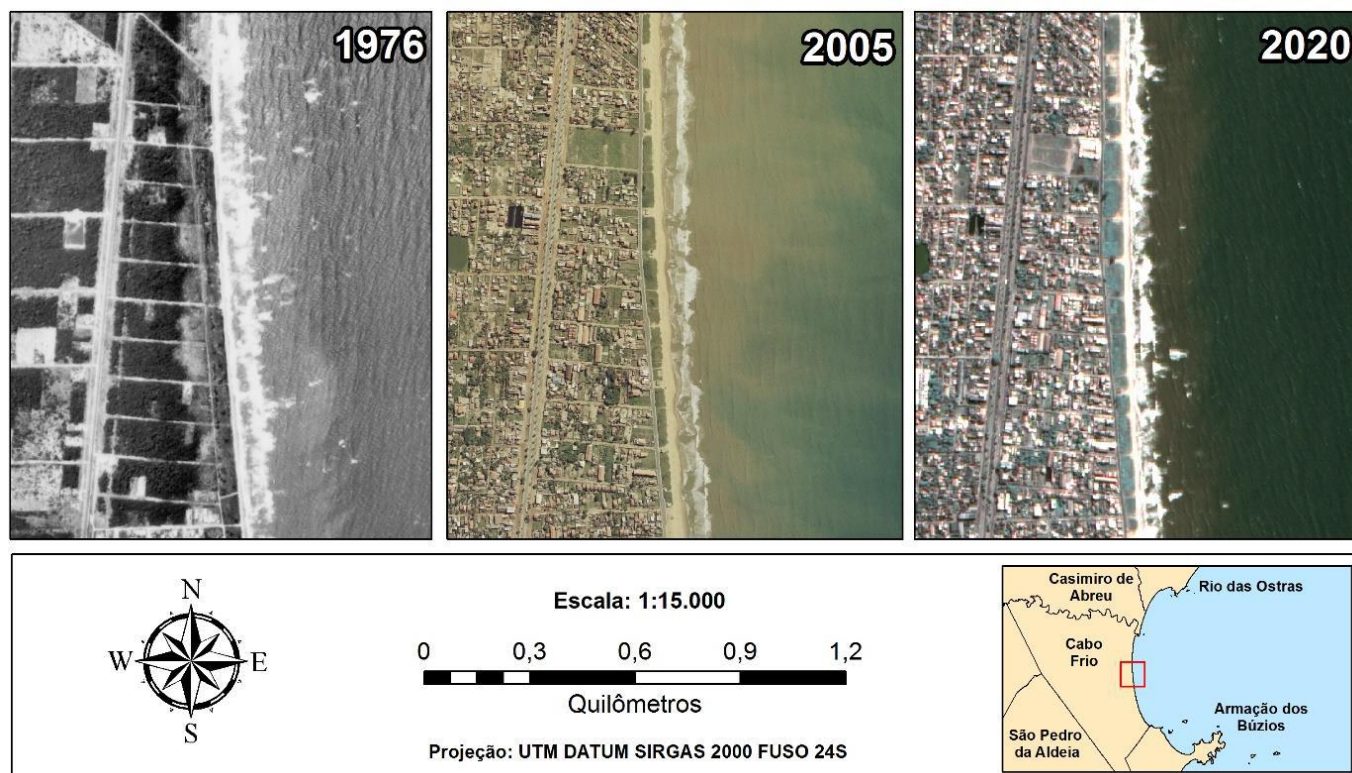 1976
2005
2020
N
W E
S
Escala: 1:15.000
0 0,3 0,6 0,9 1,2
Quilômetros
Projeção: UTM DATUM SIRGAS 2000 FUSO 24S
Casimiro de
Abreu
Rio das Ostras
Cabo
Frio
Armação dos
Búzios
São Pedro
da Aldeia